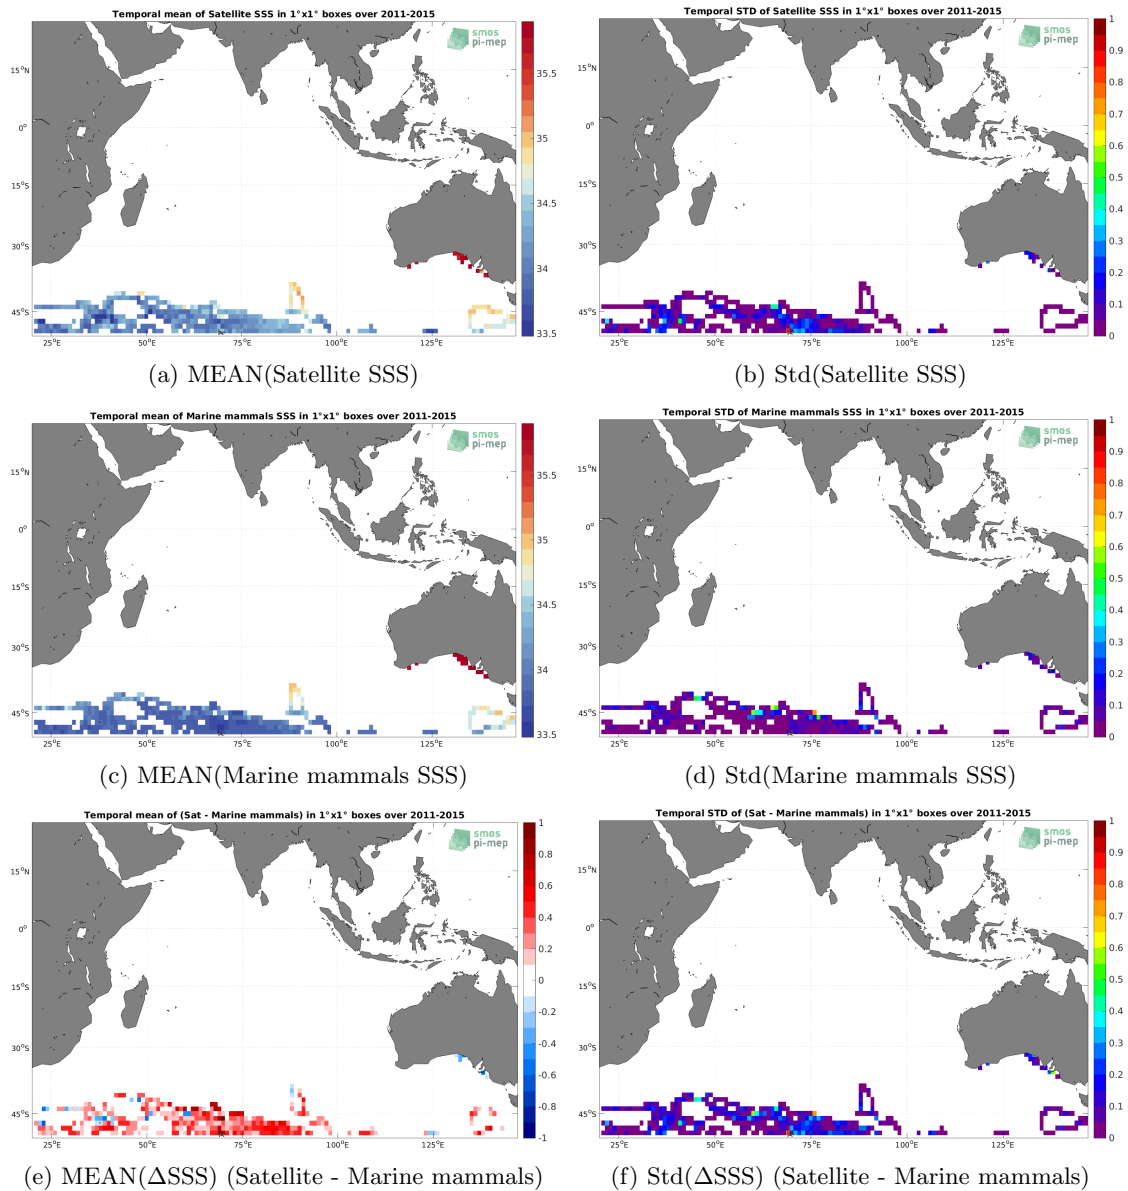 Temporal mean of Satellite SSS in 1°x1° boxes over 2011-2015
smos
pi-mep
15°N
0°
15°S
30°S
45°S
25°E
50°E
75°E
100°E
125°E
35.5
35
34.5
34
33.5
(a) MEAN(Satellite SSS)
Temporal STD of Satellite SSS in 1°x1° boxes over 2011-2015
smos
pi-mep
15°N
0°
15°S
30°S
45°S
25°E
50°E
75°E
100°E
125°E
1
0.9
0.8
0.7
0.6
0.5
0.4
0.3
0.2
0.1
0
(b) Std(Satellite SSS)
Temporal mean of Marine mammals SSS in 1°x1° boxes over 2011-2015
smos
pi-mep
15°N
0°
15°S
30°S
45°S
25°E
50°E
75°E
100°E
125°E
35.5
35
34.5
34
33.5
(c) MEAN(Marine mammals SSS)
Temporal STD of Marine mammals SSS in 1°x1° boxes over 2011-2015
smos
pi-mep
15°N
0°
15°S
30°S
45°S
25°E
50°E
75°E
100°E
125°E
1
0.9
0.8
0.7
0.6
0.5
0.4
0.3
0.2
0.1
0
(d) Std(Marine mammals SSS)
Temporal mean of (Sat - Marine mammals) in 1°x1° boxes over 2011-2015
smos
pi-mep
15°N
0°
15°S
30°S
45°S
25°E
50°E
75°E
100°E
125°E
1
0.8
0.6
0.4
0.2
0
-0.2
-0.4
-0.6
-0.8
-1
(e) MEAN(ΔSSS) (Satellite - Marine mammals)
Temporal STD of (Sat - Marine mammals) in 1°x1° boxes over 2011-2015
smos
pi-mep
15°N
0°
15°S
30°S
45°S
25°E
50°E
75°E
100°E
125°E
1
0.9
0.8
0.7
0.6
0.5
0.4
0.3
0.2
0.1
0
(f) Std(ΔSSS) (Satellite - Marine mammals)